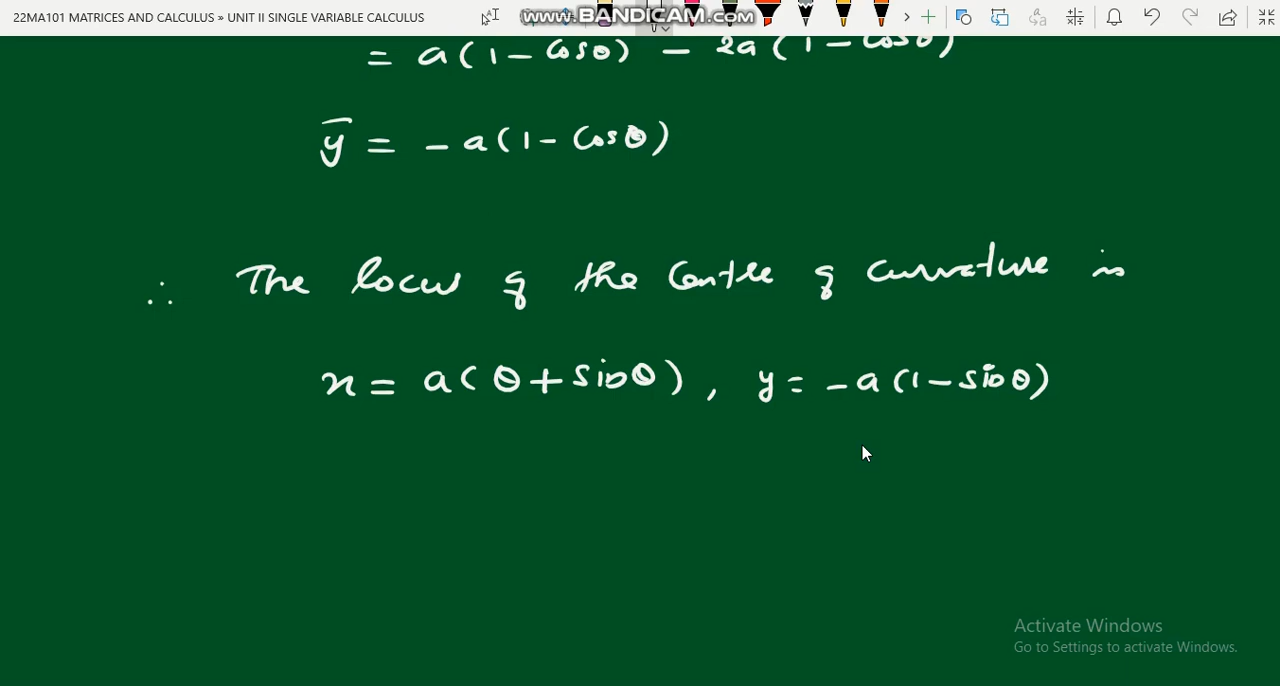 22MA101 MATRICES AND CALCULUS » UNIT II SINGLE VARIABLE CALCULUS
www.BANDICAM.com
= a(1-Cosθ) - 2a(1-Cosθ)
y̅ = -a(1-Cosθ)
∴ The locus of the Centre of curvature is
x = a(θ+Sinθ), y = -a(1-Sinθ)
Activate Windows
Go to Settings to activate Windows.